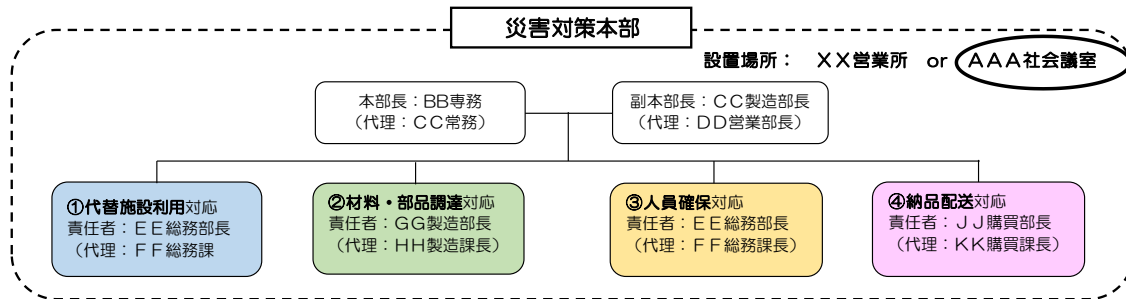 災害対策本部
設置場所： ＸＸ営業所 or ＡＡＡ社会議室
本部長：ＢＢ専務
（代理：ＣＣ常務）
副本部長：ＣＣ製造部長
（代理：ＤＤ営業部長）
①代替施設利用対応
責任者：ＥＥ総務部長
（代理：ＦＦ総務課
②材料・部品調達対応
責任者：ＧＧ製造部長
（代理：ＨＨ製造課長）
③人員確保対応
責任者：ＥＥ総務部長
（代理：ＦＦ総務課長）
④納品配送対応
責任者：ＪＪ購買部長
（代理：ＫＫ購買課長）